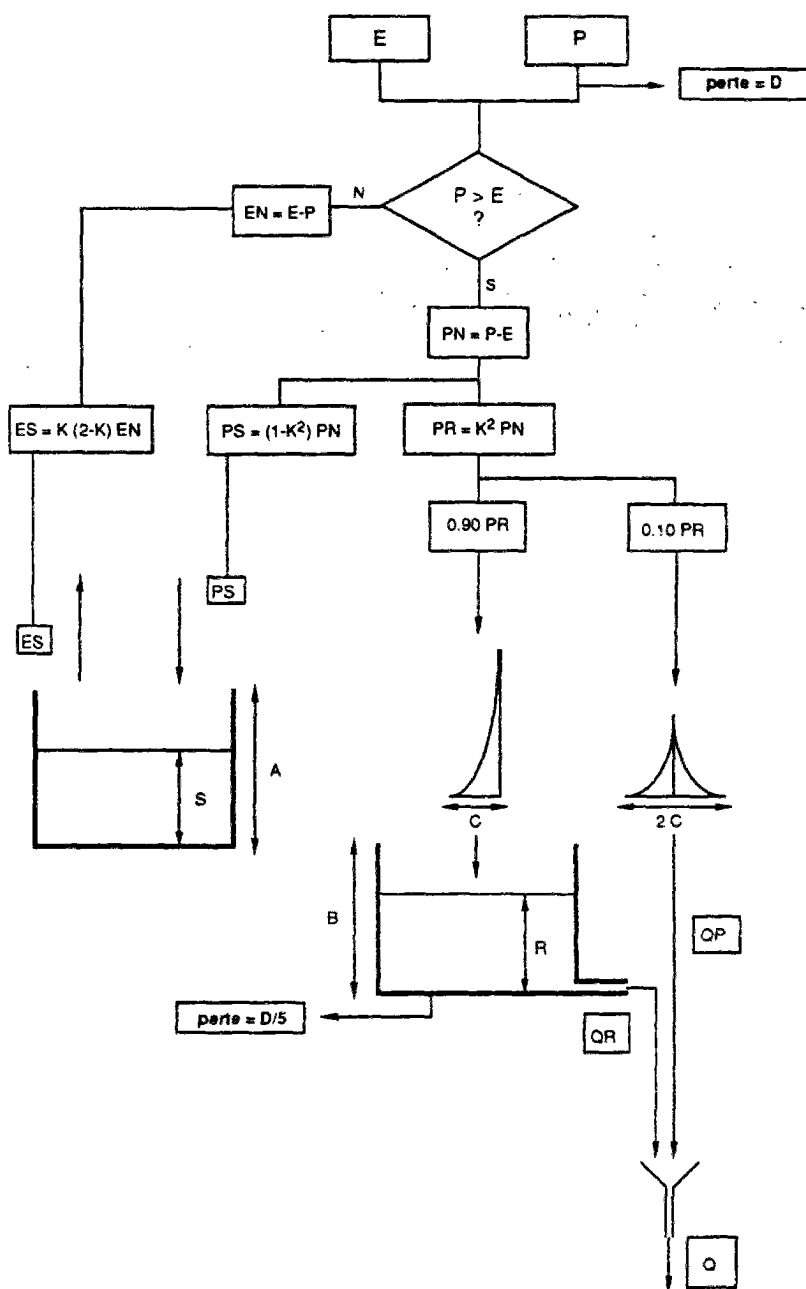 E
P
perte = D
P > E
?
N
EN = E-P
S
PN = P-E
ES = K (2-K) EN
PS = (1-K²) PN
PR = K² PN
0.90 PR
0.10 PR
PS
ES
A
S
C
2 C
B
R
QP
perte = D/5
QR
Q